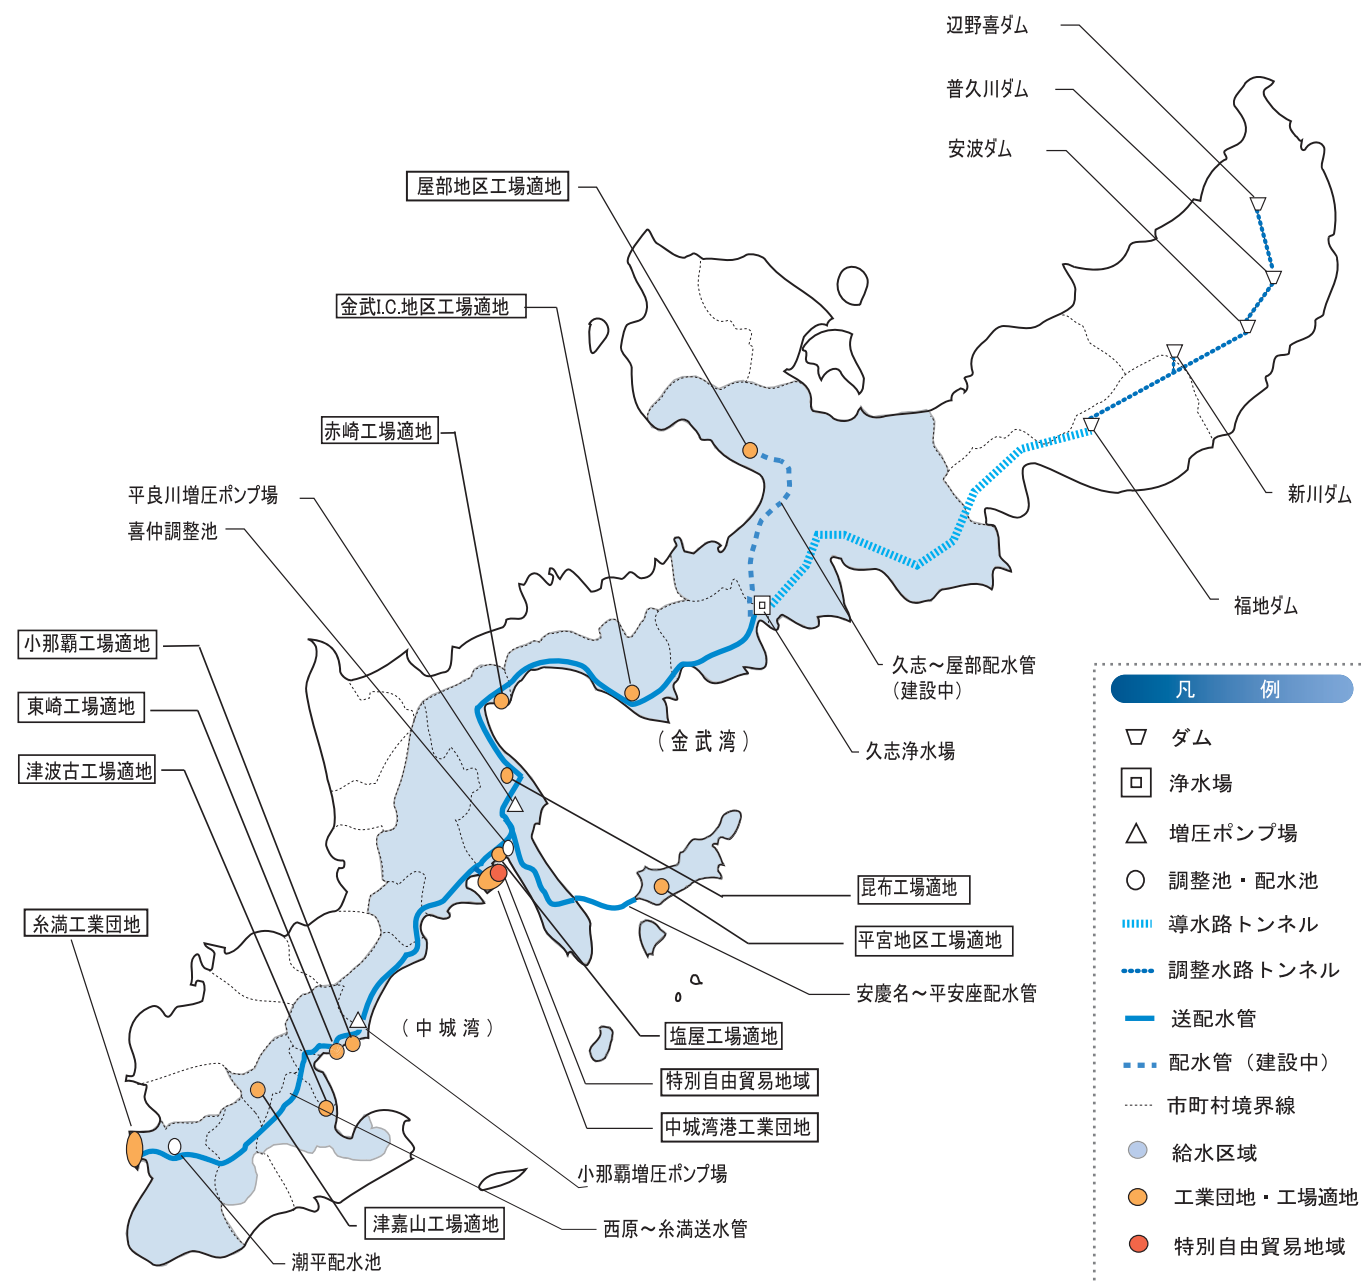 辺野喜ダム
普久川ダム
安波ダム
屋部地区工場適地
金武I.C.地区工場適地
赤崎工場適地
平良川増圧ポンプ場
喜仲調整池
新川ダム
福地ダム
小那覇工場適地
東崎工場適地
津波古工場適地
久志～屋部配水管
(建設中)
(金武湾)
久志浄水場
糸満工業団地
昆布工場適地
平宮地区工場適地
安慶名～平安座配水管
(中城湾)
塩屋工場適地
特別自由貿易地域
中城湾港工業団地
小那覇増圧ポンプ場
津嘉山工場適地
西原～糸満送水管
潮平配水池
凡例
ダム
浄水場
増圧ポンプ場
調整池・配水池
導水路トンネル
調整水路トンネル
送配水管
配水管(建設中)
市町村境界線
給水区域
工業団地・工場適地
特別自由貿易地域